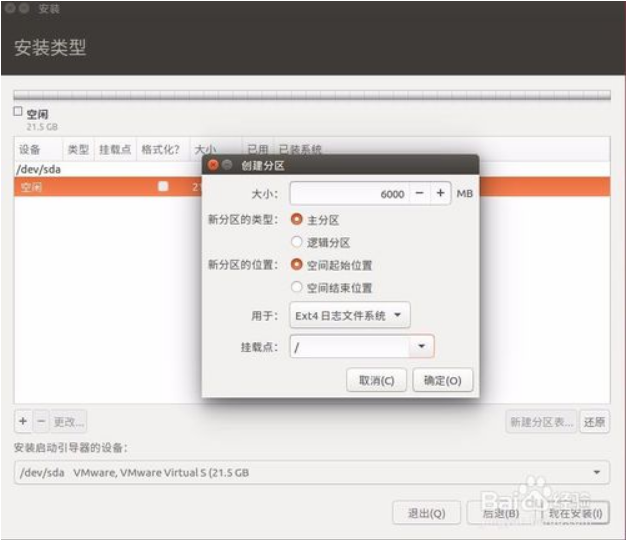 安装
安装类型
空闲
21.5 GB
设备 类型 挂载点 格式化? 大小 已用 已装系统
/dev/sda
空闲 21
创建分区
大小: 6000 − + MB
新分区的类型: 主分区
逻辑分区
新分区的位置: 空间起始位置
空间结束位置
用于: Ext4 日志文件系统
挂载点: /
取消(C) 确定(O)
+ − 更改... 新建分区表... 还原
安装启动引导器的设备:
/dev/sda VMware, VMware Virtual S (21.5 GB
退出(Q) 后退(B) 现在安装(I)
Baidu 经验